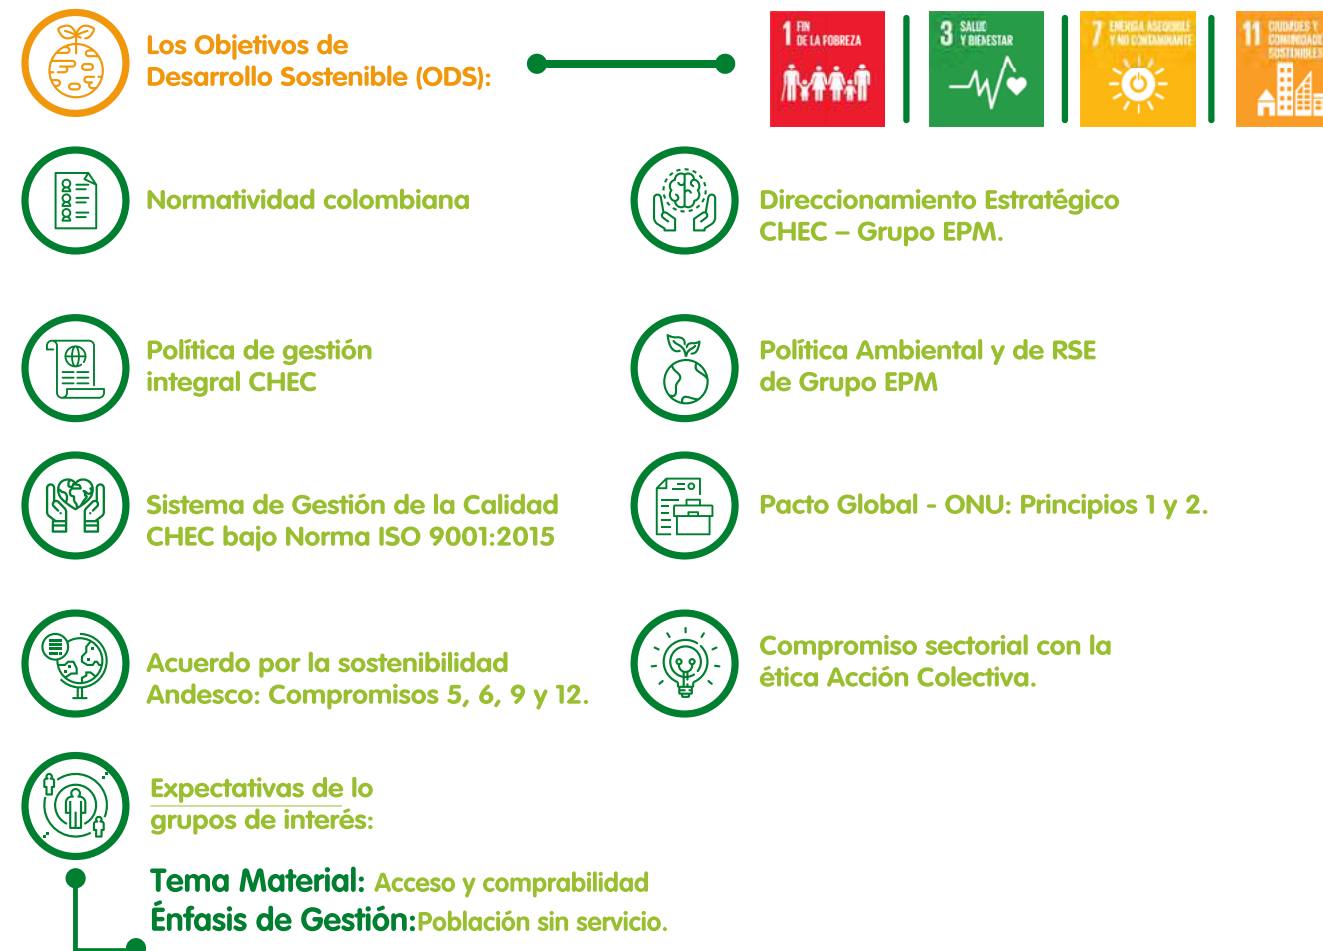 Los Objetivos de
Desarrollo Sostenible (ODS):
1 FIN
DE LA POBREZA
3 SALUD
Y BIENESTAR
7 ENERGÍA ASEQUIBLE
Y NO CONTAMINANTE
11 CIUDADES Y
COMUNIDADES
SOSTENIBLES
Normatividad colombiana
Direccionamiento Estratégico
CHEC – Grupo EPM.
Política de gestión
integral CHEC
Política Ambiental y de RSE
de Grupo EPM
Sistema de Gestión de la Calidad
CHEC bajo Norma ISO 9001:2015
Pacto Global - ONU: Principios 1 y 2.
Acuerdo por la sostenibilidad
Andesco: Compromisos 5, 6, 9 y 12.
Compromiso sectorial con la
ética Acción Colectiva.
Expectativas de lo
grupos de interés:
Tema Material: Acceso y comprabilidad
Énfasis de Gestión:Población sin servicio.